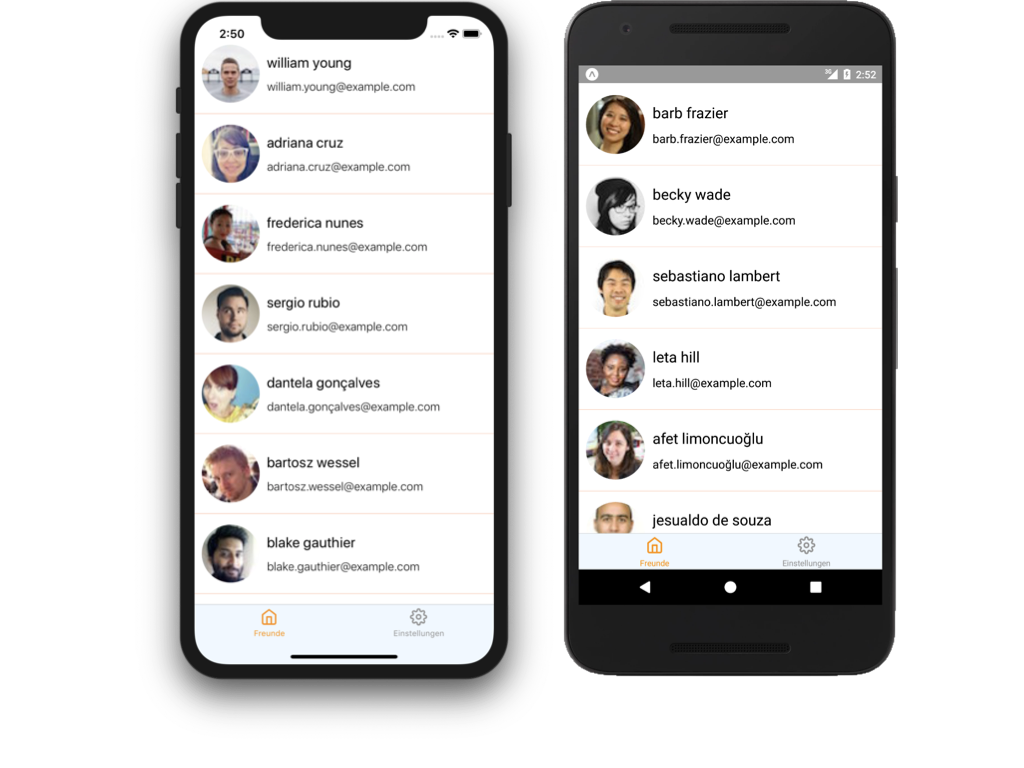 2:50
william young
william.young@example.com
adriana cruz
adriana.cruz@example.com
frederica nunes
frederica.nunes@example.com
sergio rubio
sergio.rubio@example.com
dantela gonçalves
dantela.gonçalves@example.com
bartosz wessel
bartosz.wessel@example.com
blake gauthier
blake.gauthier@example.com
Freunde
Einstellungen
3G
2:52
barb frazier
barb.frazier@example.com
becky wade
becky.wade@example.com
sebastiano lambert
sebastiano.lambert@example.com
leta hill
leta.hill@example.com
afet limoncuoğlu
afet.limoncuoğlu@example.com
jesualdo de souza
Freunde
Einstellungen